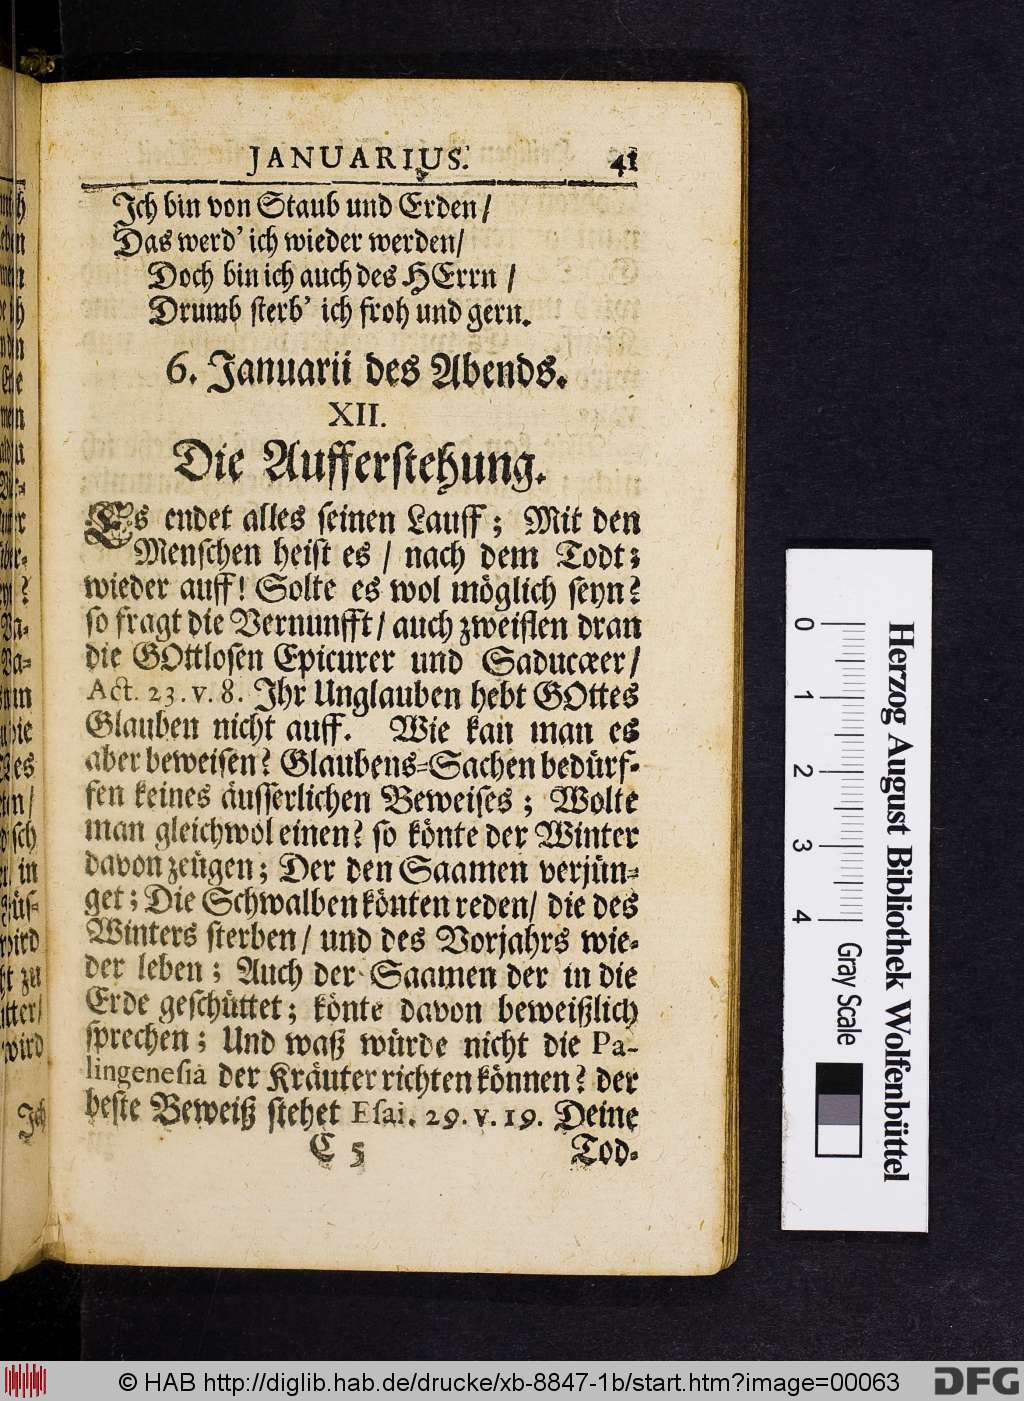 JANUARIUS. 41
Ich bin von Staub und Erden /
Das werd' ich wieder werden /
Doch bin ich auch des HErrn /
Drumb sterb' ich froh und gern.
6. Januarii des Abends.
XII.
Die Aufferstehung.
Es endet alles seinen Lauff ; Mit den
Menschen heist es / nach dem Todt ;
wieder auff ! Solte es wol möglich seyn ?
so fragt die Vernunfft / auch zweiflen dran
die GOttlosen Epicurer und Saducæer /
Act. 23. v. 8. Ihr Unglauben hebt GOttes
Glauben nicht auff. Wie kan man es
aber beweisen ? Glaubens-Sachen bedürf-
fen keines äusserlichen Beweises ; Wolte
man gleichwol einen ? so könte der Winter
davon zeügen ; Der den Saamen verjün-
get ; Die Schwalben könten reden / die des
Winters sterben / und des Vorjahrs wie-
der leben ; Auch der Saamen der in die
Erde geschüttet ; könte davon beweißlich
sprechen ; Und waß würde nicht die Pa-
lingenesia der Kräuter richten können ? der
beste Beweiß stehet Esai. 29. v. 19. Deine
C 5 Tod-
Ich
0 1 2 3 4
Gray Scale
Herzog August Bibliothek Wolfenbüttel
© HAB http://diglib.hab.de/drucke/xb-8847-1b/start.htm?image=00063
DFG